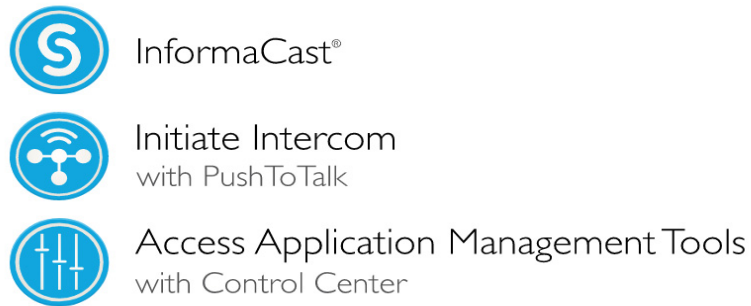 S
InformaCast®
Initiate Intercom
with PushToTalk
Access Application Management Tools
with Control Center